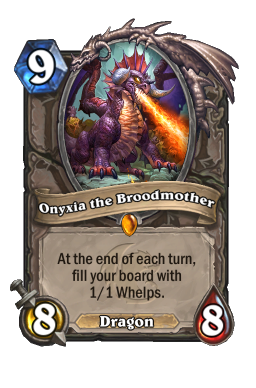 9
Onyxia the Broodmother
At the end of each turn,
fill your board with
1/1 Whelps.
8
Dragon
8